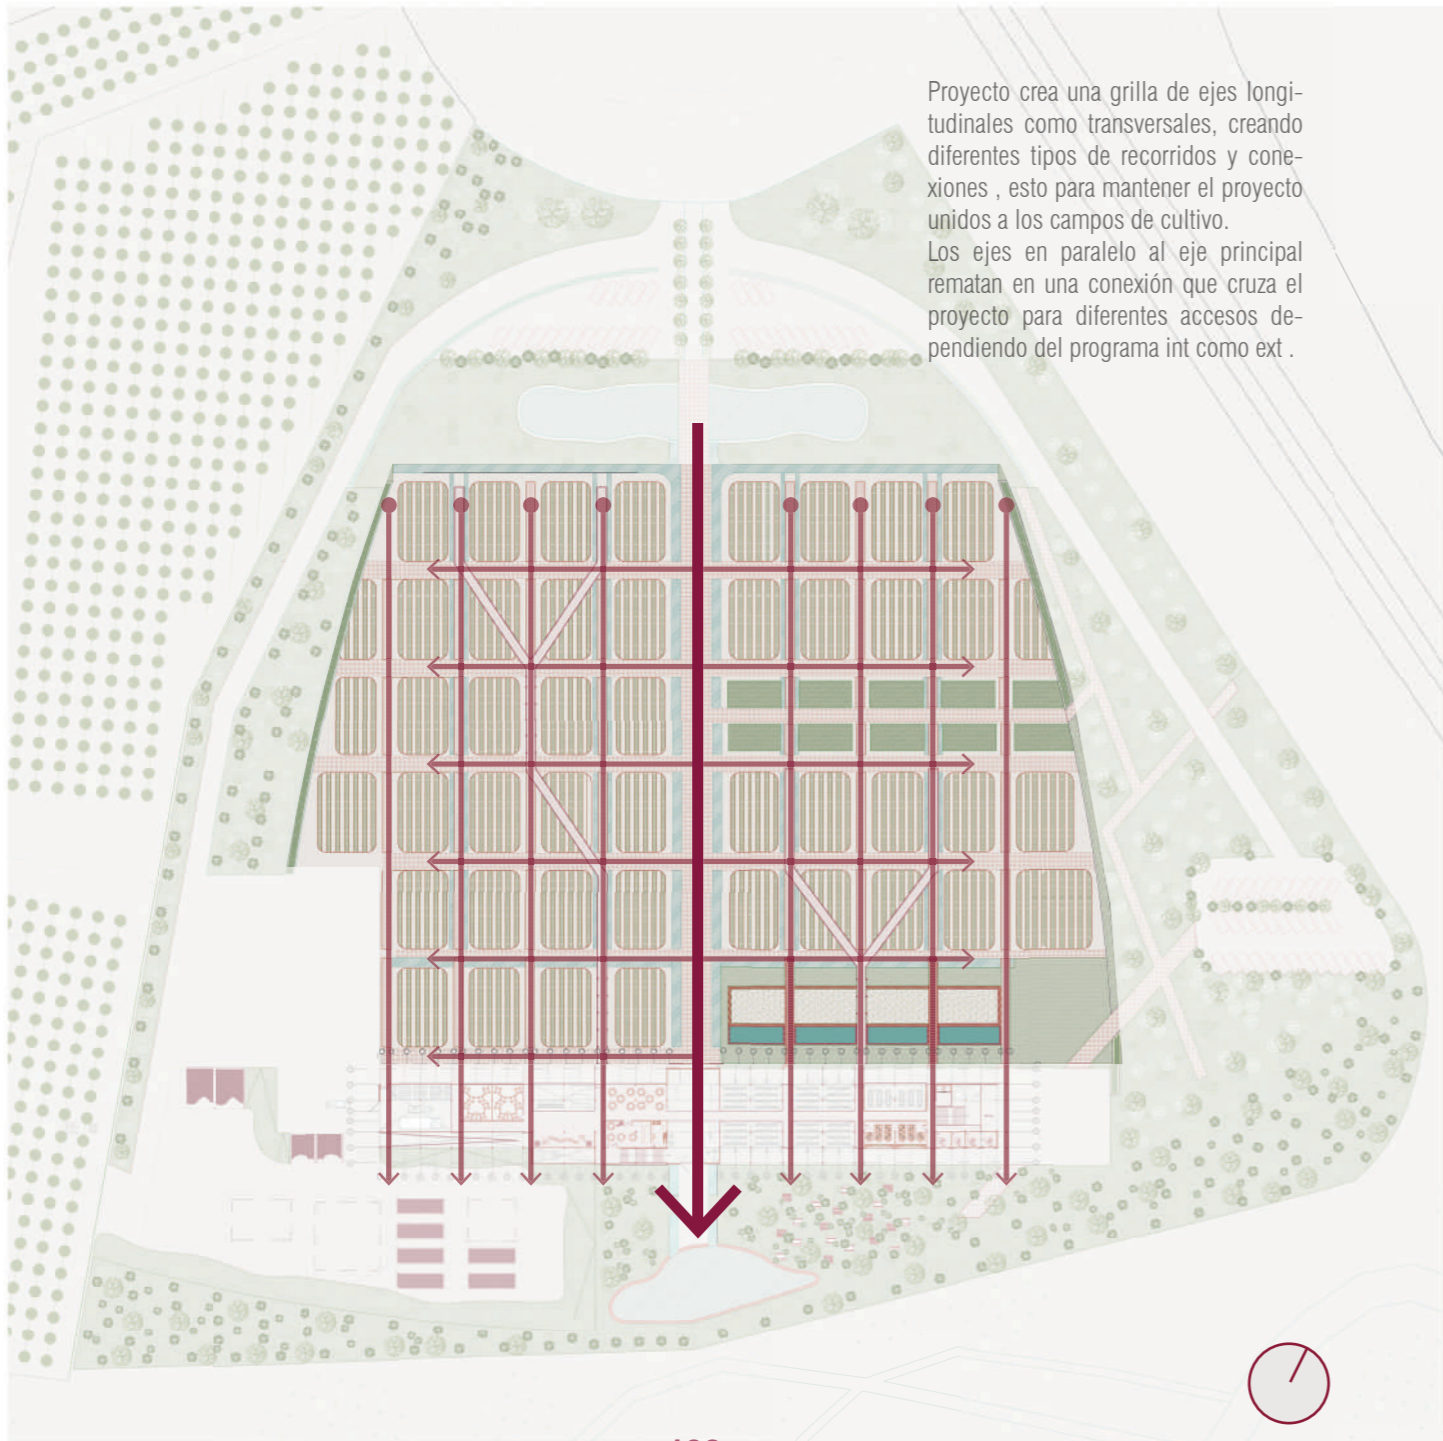 Proyecto crea una grilla de ejes longi-
tudinales como transversales, creando
diferentes tipos de recorridos y cone-
xiones , esto para mantener el proyecto
unidos a los campos de cultivo.
Los ejes en paralelo al eje principal
rematan en una conexión que cruza el
proyecto para diferentes accesos de-
pendiendo del programa int como ext .